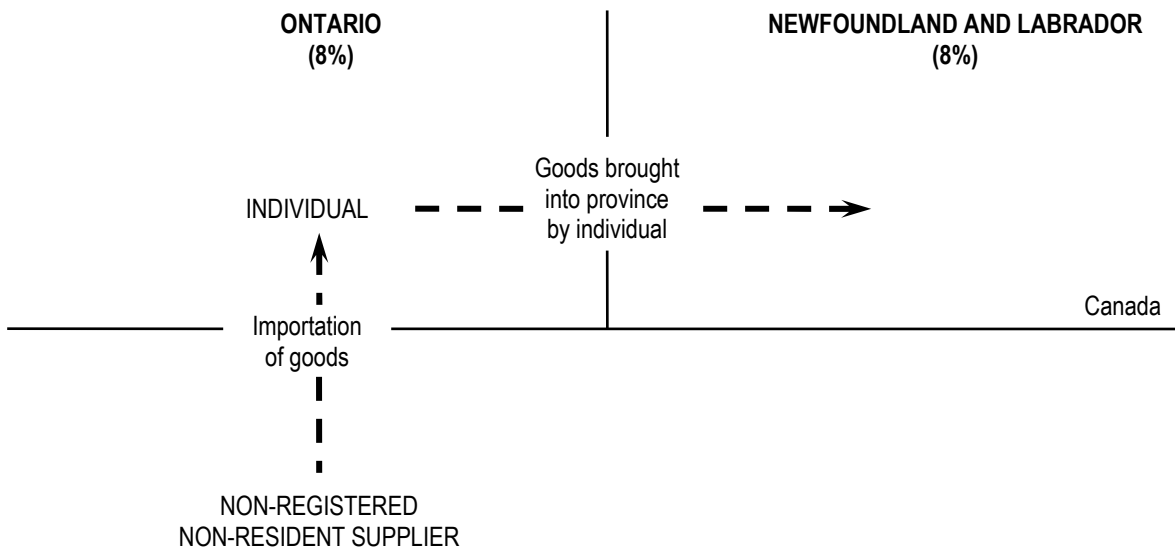 ONTARIO
(8%)
NEWFOUNDLAND AND LABRADOR
(8%)
Goods brought
into province
by individual
INDIVIDUAL
Canada
Importation
of goods
NON-REGISTERED
NON-RESIDENT SUPPLIER